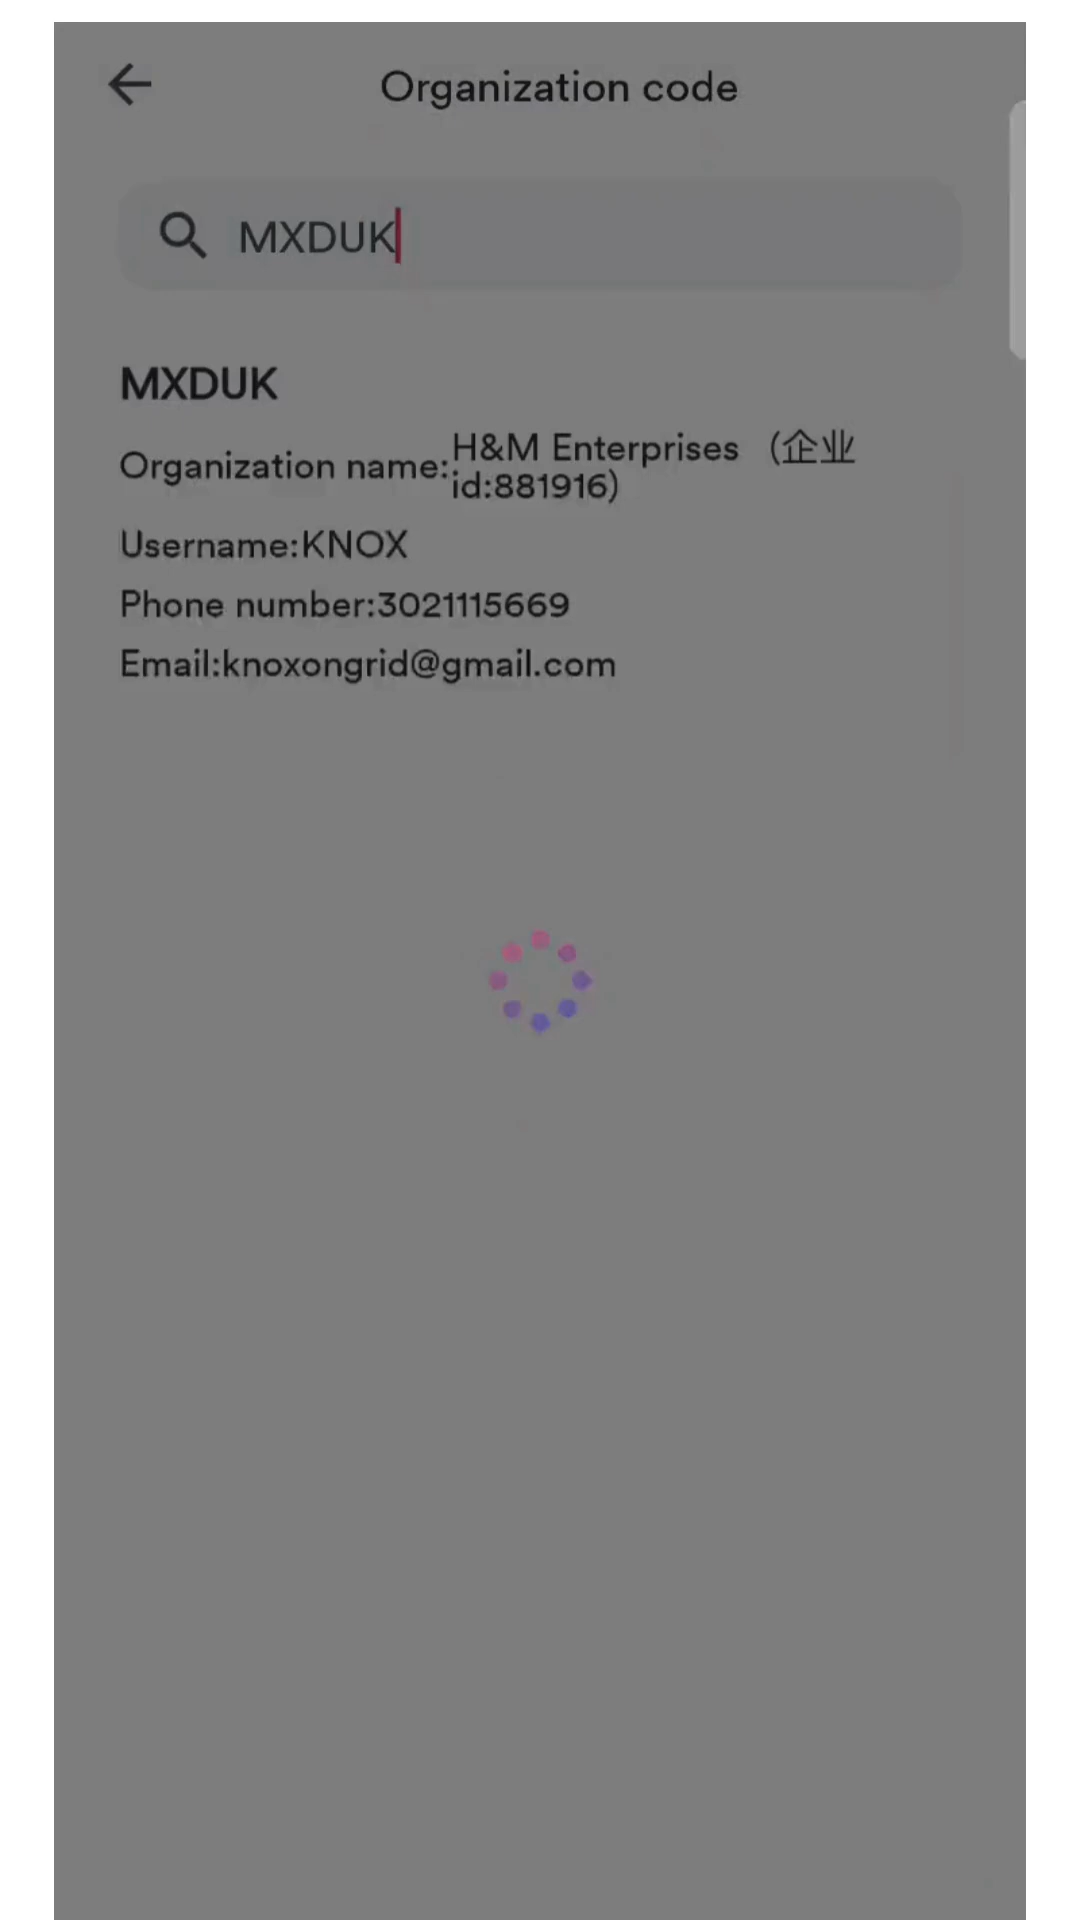 Organization code
MXDUK
MXDUK
Organization name:H&M Enterprises （企业
id:881916)
Username:KNOX
Phone number:3021115669
Email:knoxongrid@gmail.com